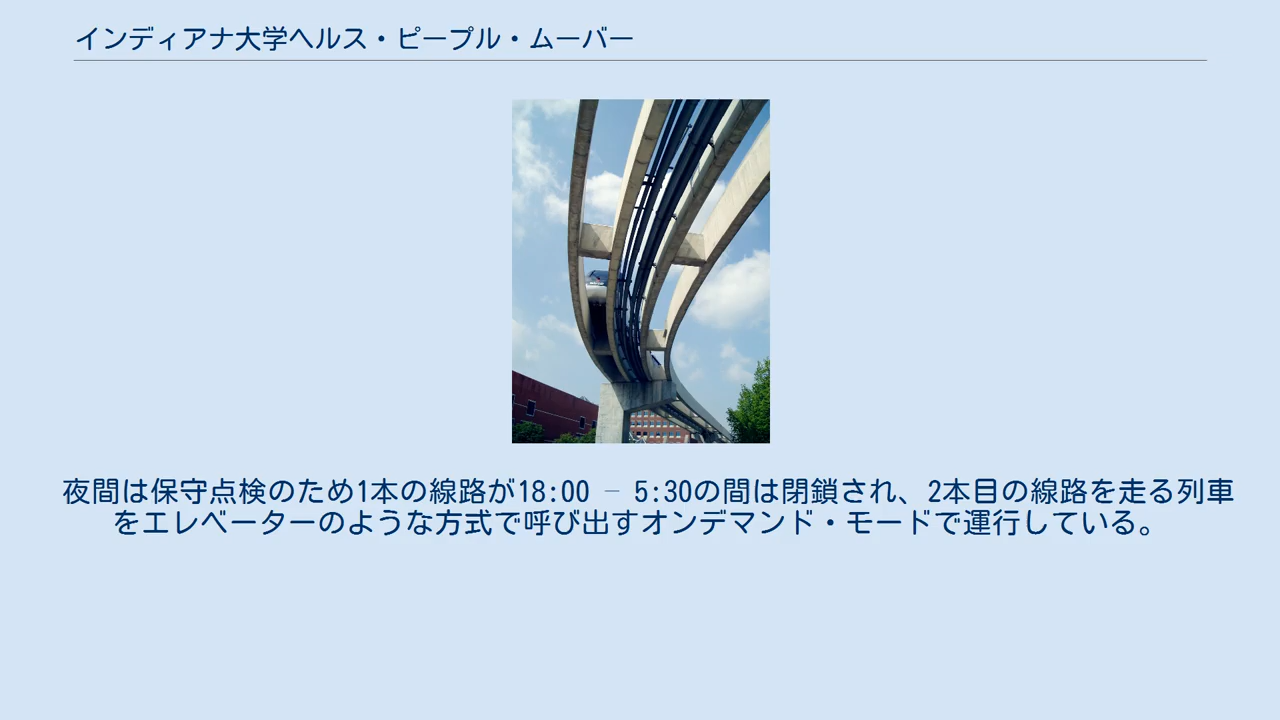 インディアナ大学ヘルス・ピープル・ムーバー
夜間は保守点検のため1本の線路が18:00 – 5:30の間は閉鎖され、2本目の線路を走る列車
をエレベーターのような方式で呼び出すオンデマンド・モードで運行している。